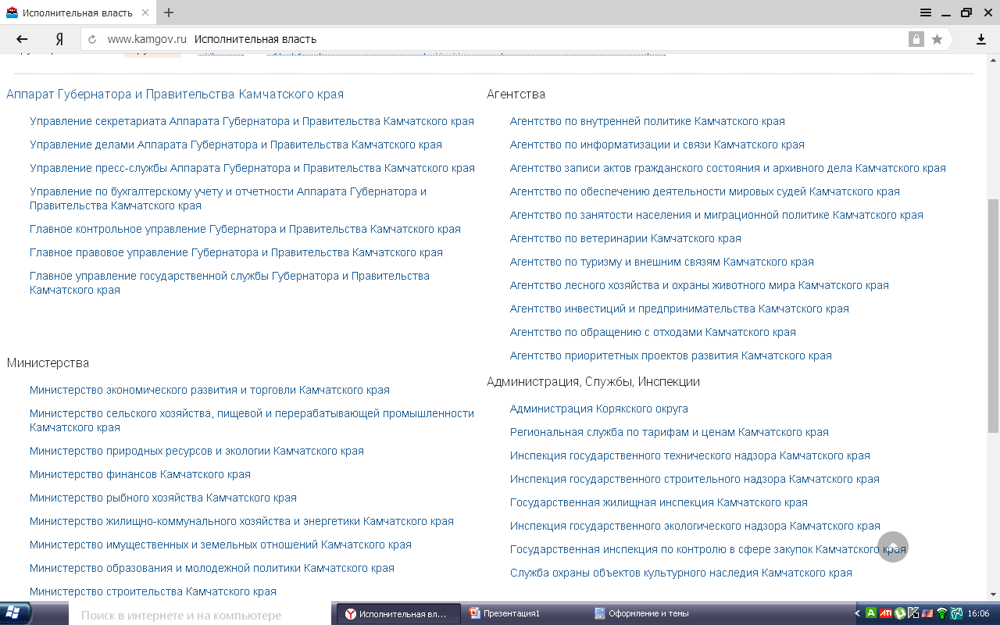 Исполнительная власть
www.kamgov.ru Исполнительная власть
Аппарат Губернатора и Правительства Камчатского края
Управление секретариата Аппарата Губернатора и Правительства Камчатского края
Управление делами Аппарата Губернатора и Правительства Камчатского края
Управление пресс-службы Аппарата Губернатора и Правительства Камчатского края
Управление по бухгалтерскому учету и отчетности Аппарата Губернатора и
Правительства Камчатского края
Главное контрольное управление Губернатора и Правительства Камчатского края
Главное правовое управление Губернатора и Правительства Камчатского края
Главное управление государственной службы Губернатора и Правительства
Камчатского края
Министерства
Министерство экономического развития и торговли Камчатского края
Министерство сельского хозяйства, пищевой и перерабатывающей промышленности
Камчатского края
Министерство природных ресурсов и экологии Камчатского края
Министерство финансов Камчатского края
Министерство рыбного хозяйства Камчатского края
Министерство жилищно-коммунального хозяйства и энергетики Камчатского края
Министерство имущественных и земельных отношений Камчатского края
Министерство образования и молодежной политики Камчатского края
Министерство строительства Камчатского края
Агентства
Агентство по внутренней политике Камчатского края
Агентство по информатизации и связи Камчатского края
Агентство записи актов гражданского состояния и архивного дела Камчатского края
Агентство по обеспечению деятельности мировых судей Камчатского края
Агентство по занятости населения и миграционной политике Камчатского края
Агентство по ветеринарии Камчатского края
Агентство по туризму и внешним связям Камчатского края
Агентство лесного хозяйства и охраны животного мира Камчатского края
Агентство инвестиций и предпринимательства Камчатского края
Агентство по обращению с отходами Камчатского края
Агентство приоритетных проектов развития Камчатского края
Администрация, Службы, Инспекции
Администрация Корякского округа
Региональная служба по тарифам и ценам Камчатского края
Инспекция государственного технического надзора Камчатского края
Инспекция государственного строительного надзора Камчатского края
Государственная жилищная инспекция Камчатского края
Инспекция государственного экологического надзора Камчатского края
Государственная инспекция по контролю в сфере закупок Камчатского края
Служба охраны объектов культурного наследия Камчатского края
Поиск в интернете и на компьютере
Исполнительная вл...
Презентация1
Оформление и темы
16:06